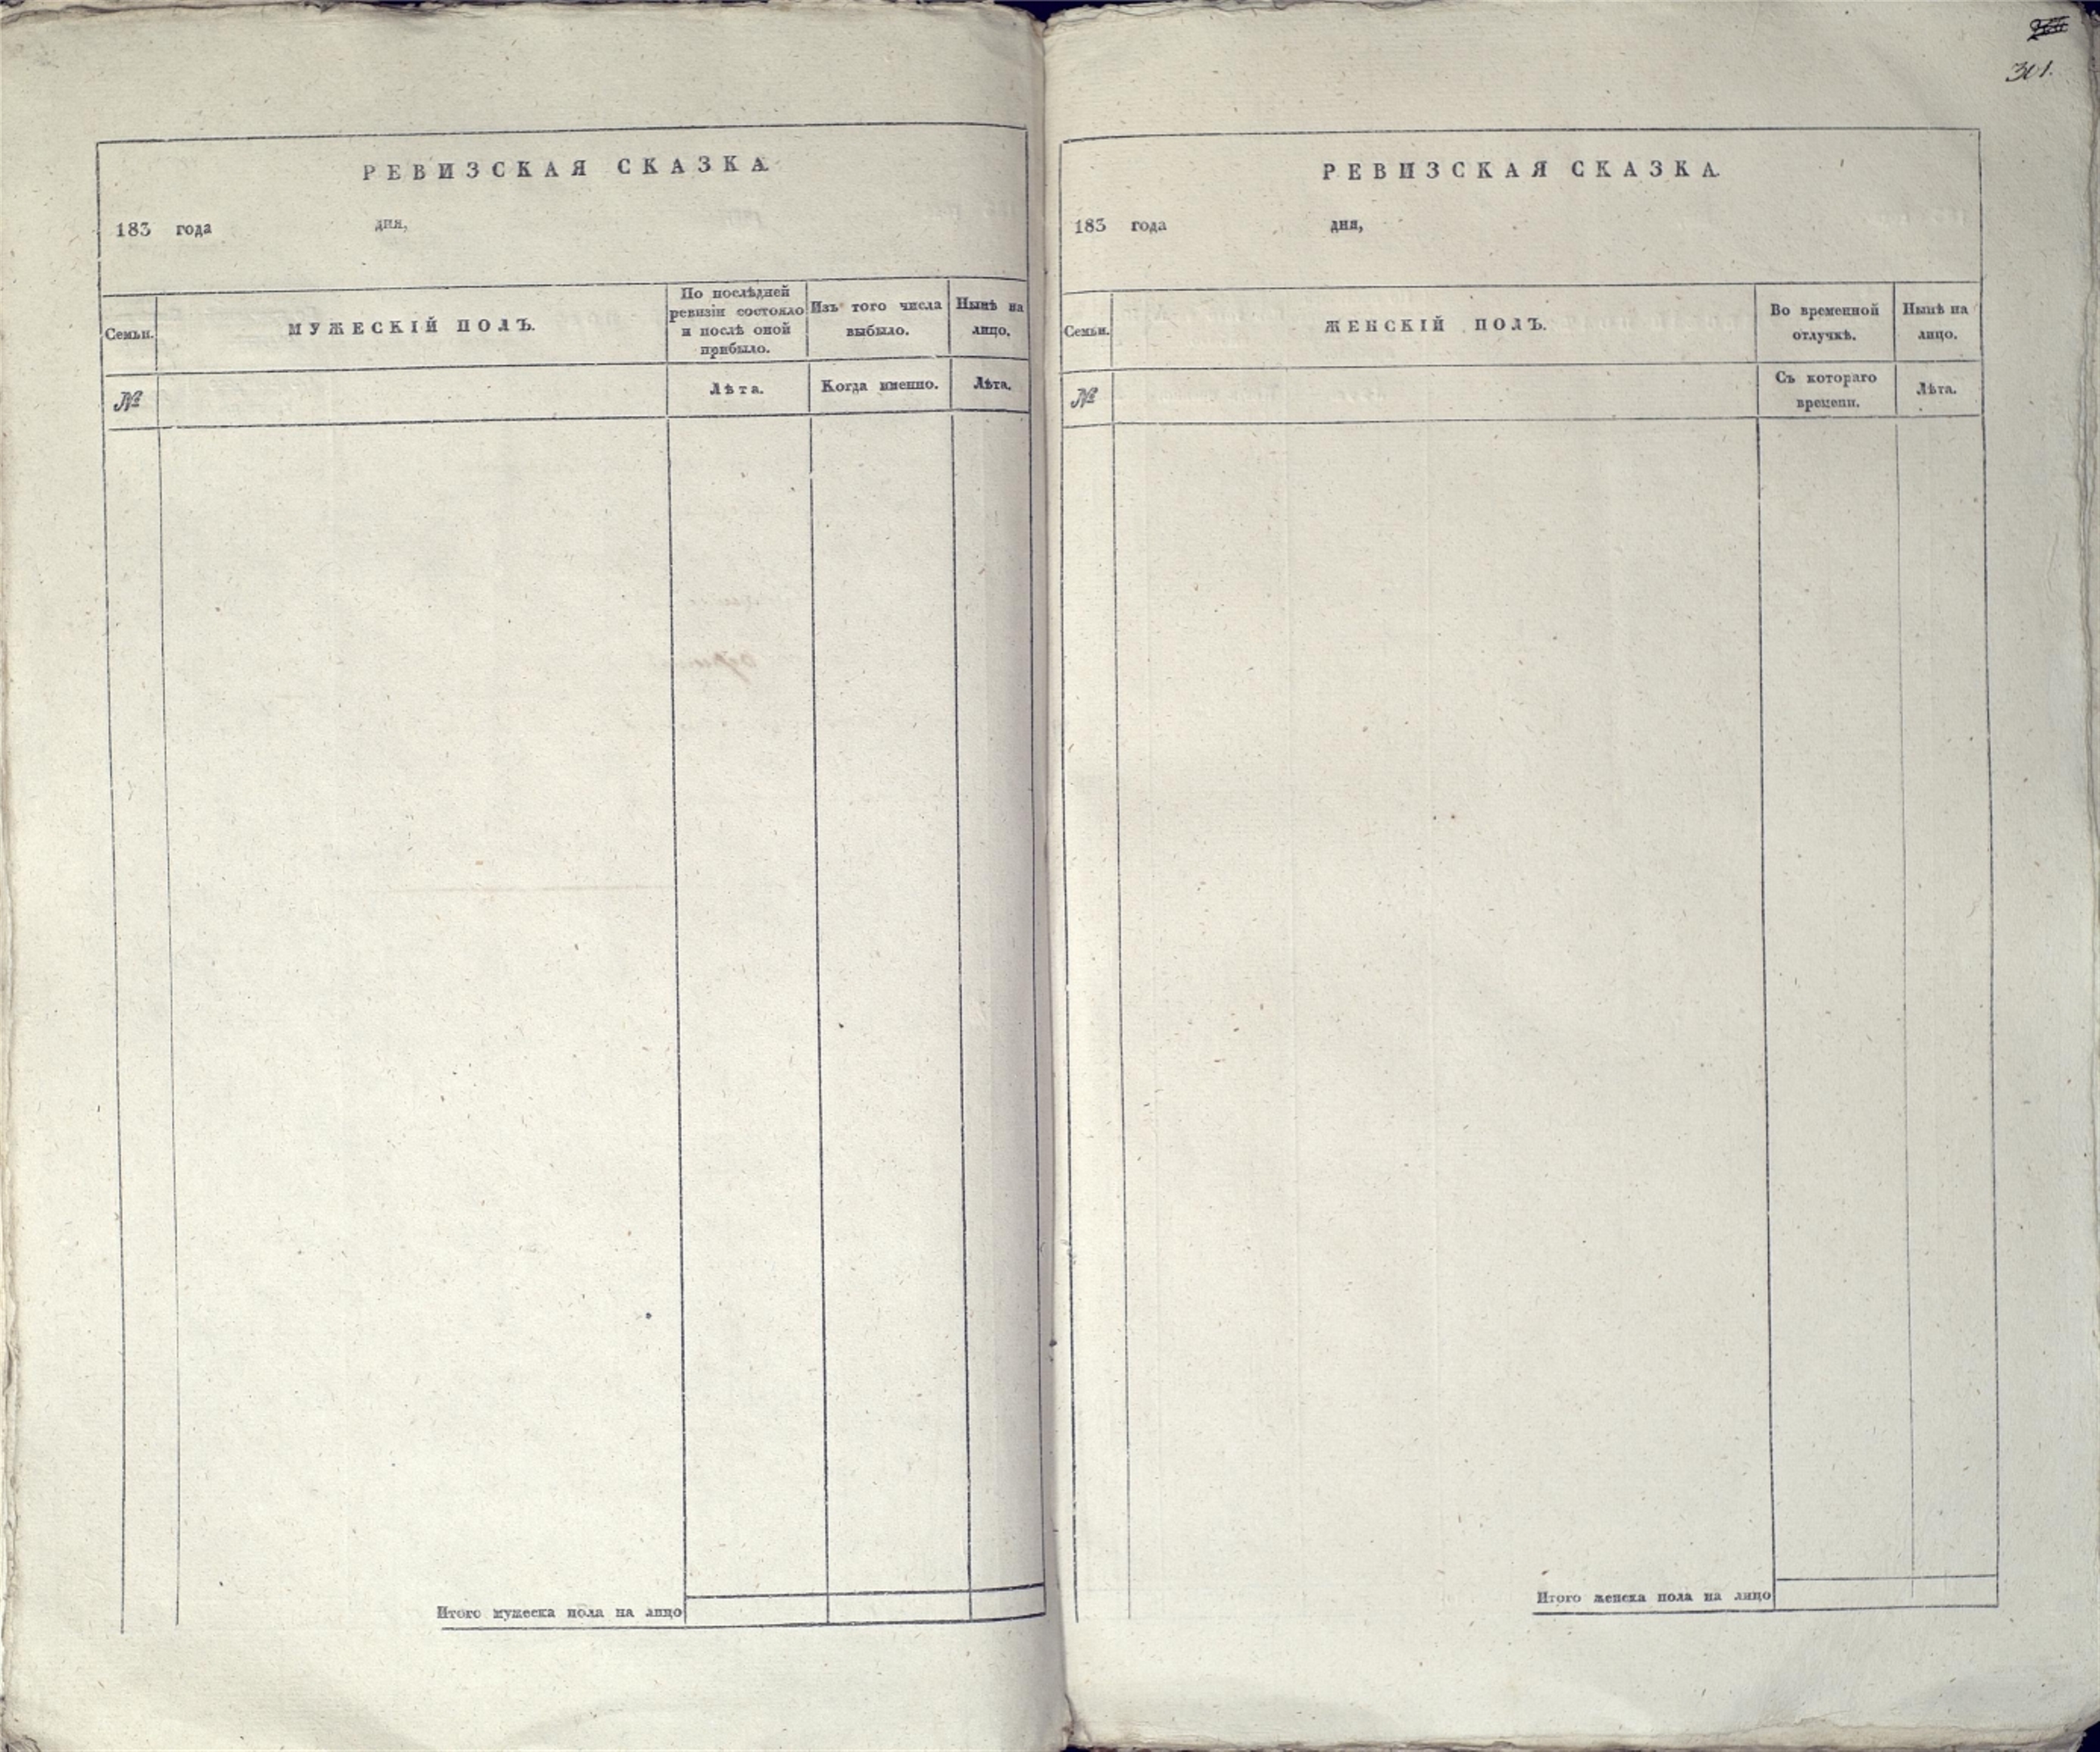 301.
РЕВИЗСКАЯ СКАЗКА.
183 года дня,
Семьи.
МУЖЕСКІЙ ПОЛЪ.
По послѣдней
ревизіи состояло
и послѣ оной
прибыло.
Изъ того числа
выбыло.
Нынѣ на
лицо.
№
Лѣта.
Когда именно.
Лѣта.
Итого мужеска пола на лицо
РЕВИЗСКАЯ СКАЗКА.
183 года дня,
Семьи.
ЖЕНСКІЙ ПОЛЪ.
Во временной
отлучкѣ.
Нынѣ на
лицо.
№
Съ котораго
времени.
Лѣта.
Итого женска пола на лицо